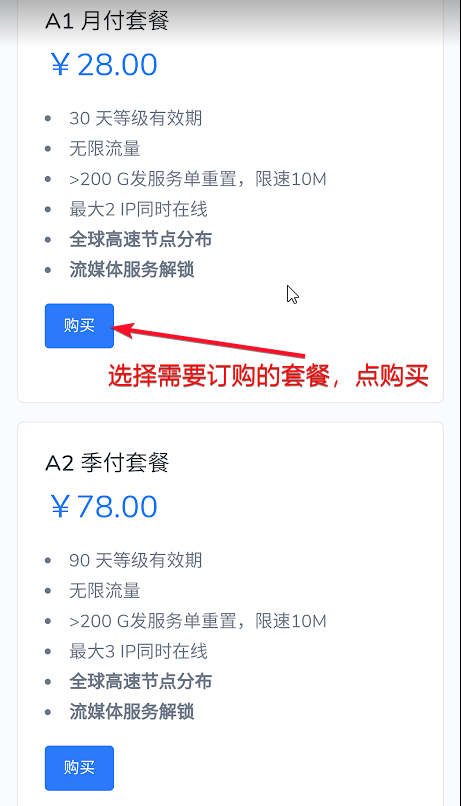 A1 月付套餐
￥28.00
30 天等级有效期
无限流量
>200 G发服务单重置，限速10M
最大2 IP同时在线
全球高速节点分布
流媒体服务解锁
购买
选择需要订购的套餐，点购买
A2 季付套餐
￥78.00
90 天等级有效期
无限流量
>200 G发服务单重置，限速10M
最大3 IP同时在线
全球高速节点分布
流媒体服务解锁
购买